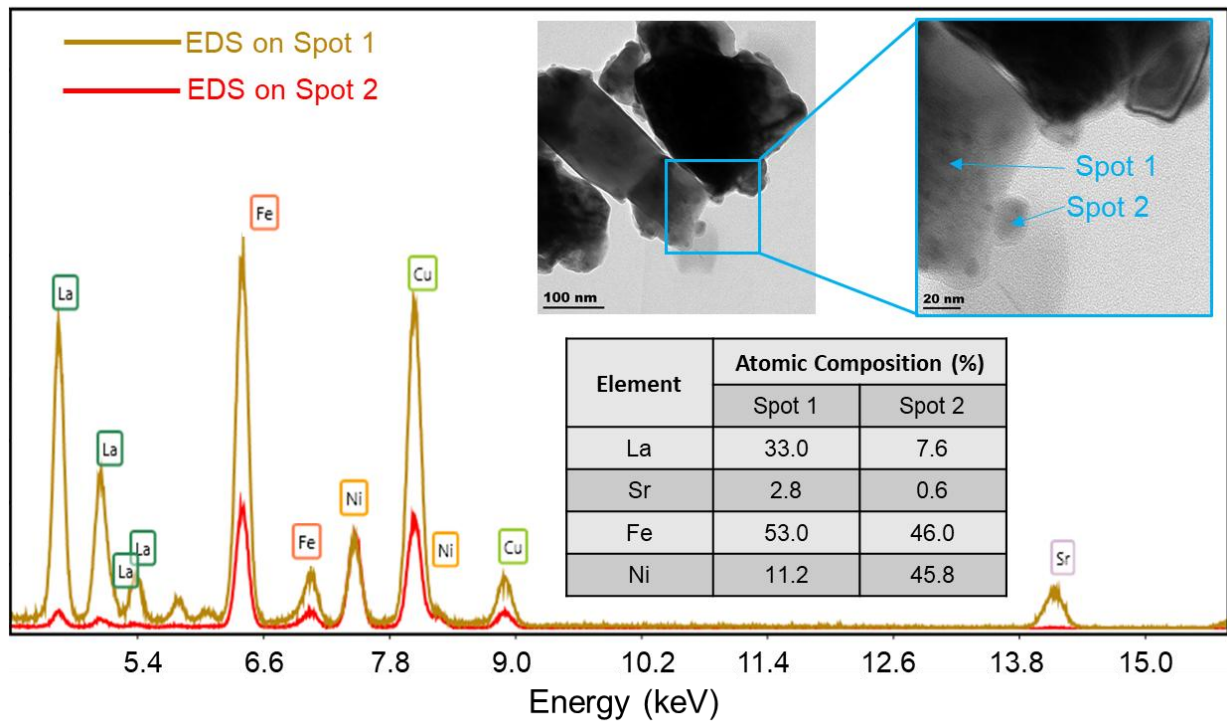 EDS on Spot 1
EDS on Spot 2
La
La
La
La
Fe
Fe
Ni
Cu
Ni
Cu
Sr
100 nm
Spot 1
Spot 2
20 nm
Element Atomic Composition (%)
Spot 1 Spot 2
La 33.0 7.6
Sr 2.8 0.6
Fe 53.0 46.0
Ni 11.2 45.8
5.4 6.6 7.8 9.0 10.2 11.4 12.6 13.8 15.0
Energy (keV)